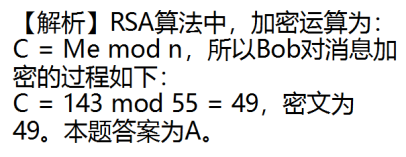 【解析】RSA算法中，加密运算为：
C = Me mod n，所以Bob对消息加
密的过程如下：
C = 143 mod 55 = 49，密文为
49。本题答案为A。